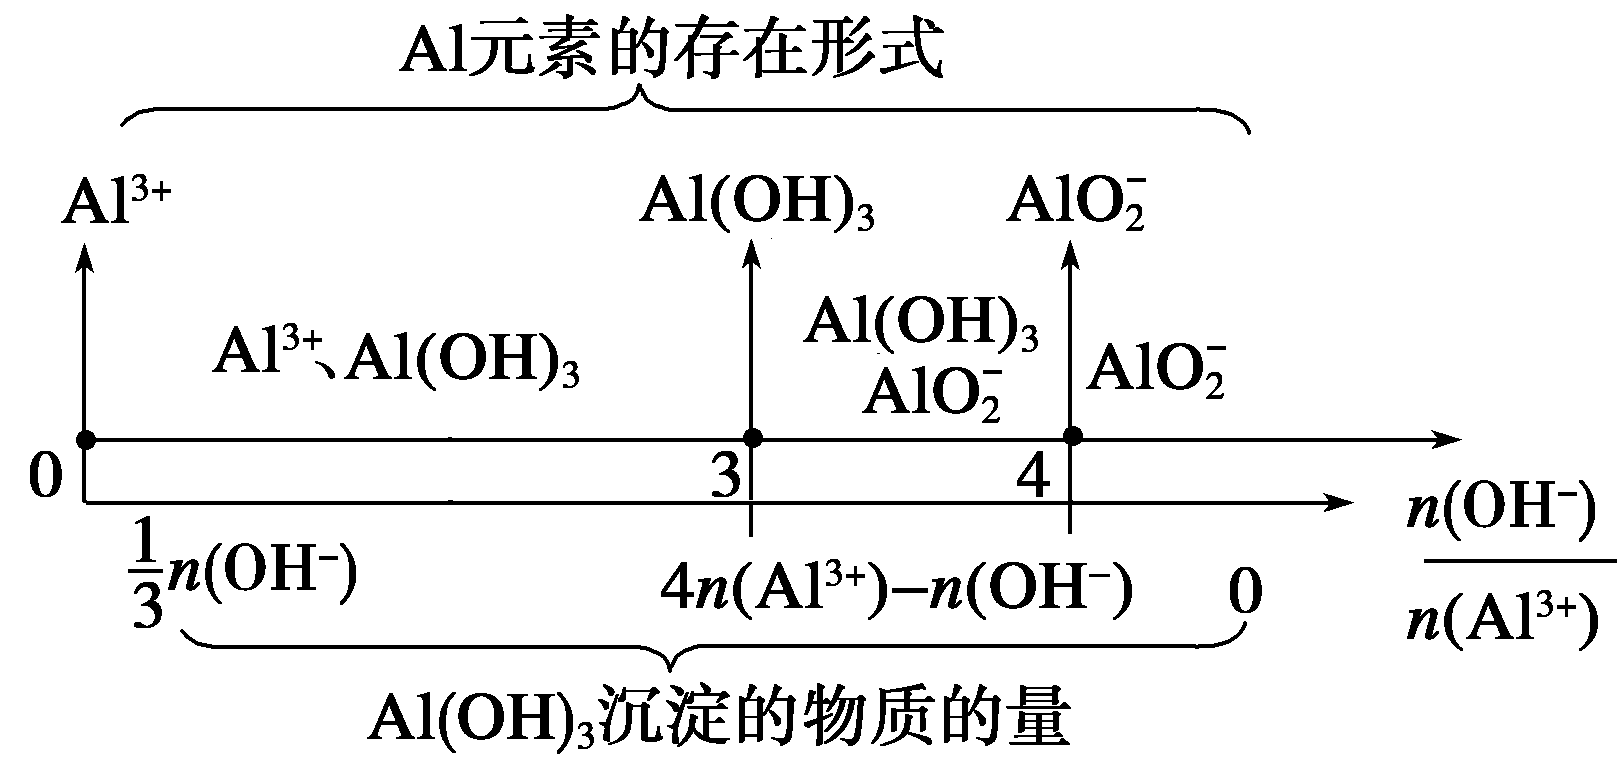 Al元素的存在形式
Al³⁺ Al(OH)₃ AlO₂⁻
Al³⁺、Al(OH)₃ Al(OH)₃ AlO₂⁻ AlO₂⁻
0 3 4
n(OH⁻)/n(Al³⁺)
1/3n(OH⁻) 4n(Al³⁺)−n(OH⁻) 0
Al(OH)₃沉淀的物质的量